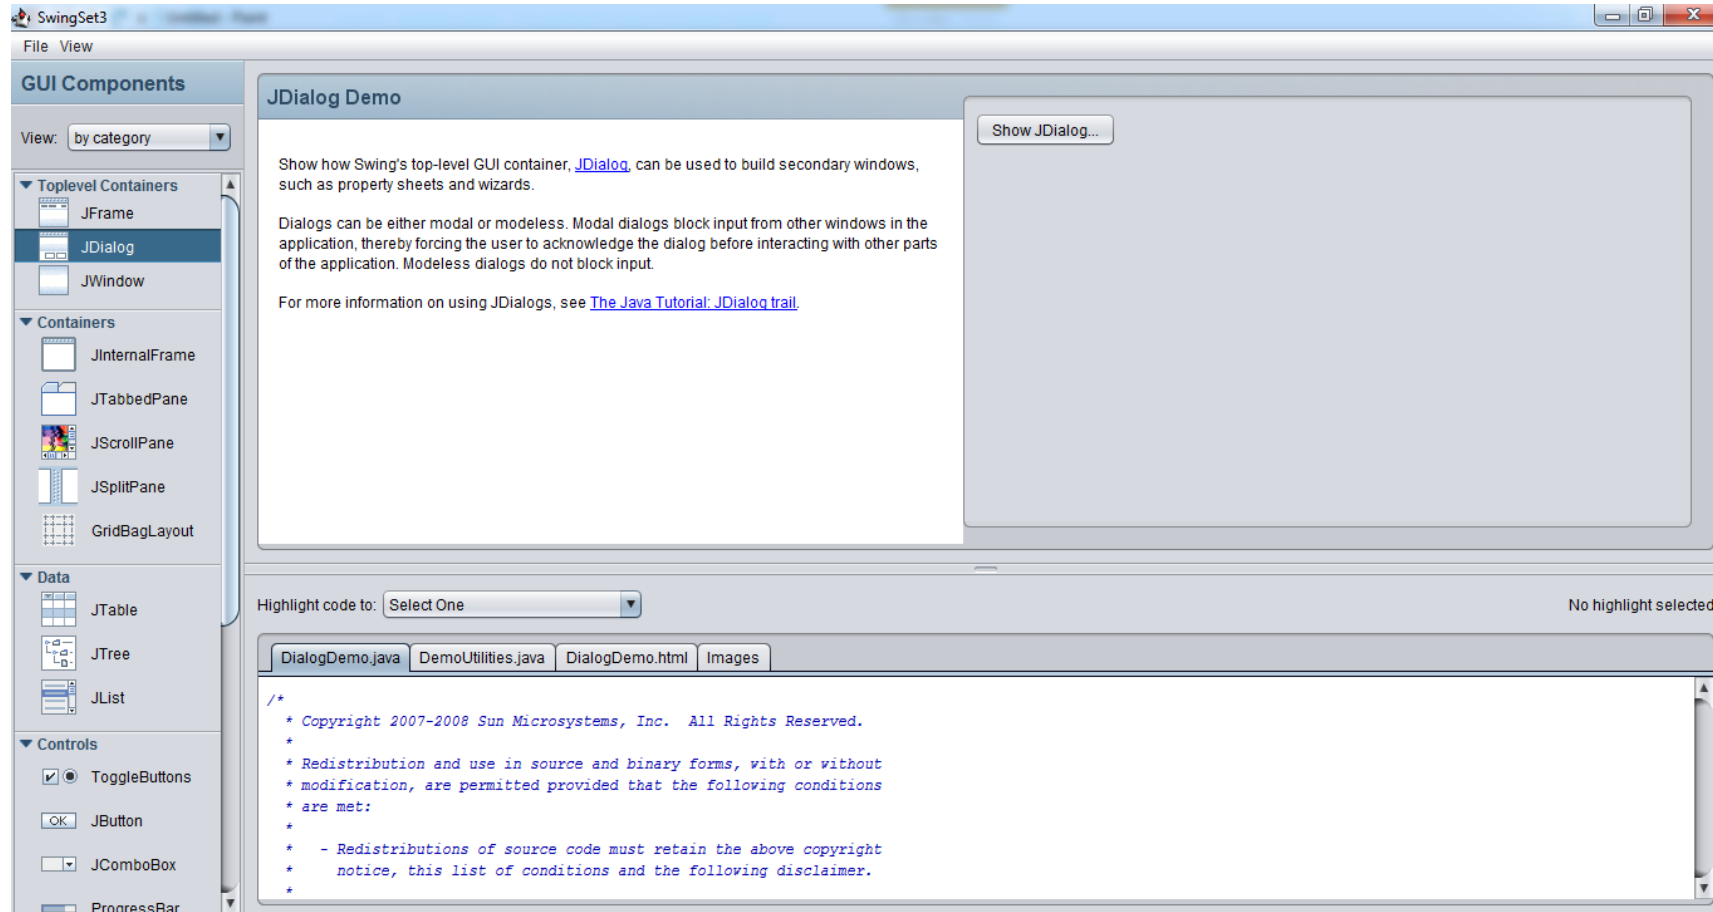 SwingSet3
File View
GUI Components
View: by category
Toplevel Containers
JFrame
JDialog
JWindow
Containers
JInternalFrame
JTabbedPane
JScrollPane
JSplitPane
GridBagLayout
Data
JTable
JTree
JList
Controls
ToggleButtons
OK JButton
JComboBox
ProgressBar
JDialog Demo
Show how Swing's top-level GUI container, JDialog, can be used to build secondary windows,
such as property sheets and wizards.
Dialogs can be either modal or modeless. Modal dialogs block input from other windows in the
application, thereby forcing the user to acknowledge the dialog before interacting with other parts
of the application. Modeless dialogs do not block input.
For more information on using JDialogs, see The Java Tutorial: JDialog trail.
Show JDialog...
Highlight code to: Select One
No highlight selected
DialogDemo.java DemoUtilities.java DialogDemo.html Images
/*
* Copyright 2007-2008 Sun Microsystems, Inc.  All Rights Reserved.
*
* Redistribution and use in source and binary forms, with or without
* modification, are permitted provided that the following conditions
* are met:
*
*   - Redistributions of source code must retain the above copyright
*     notice, this list of conditions and the following disclaimer.
*